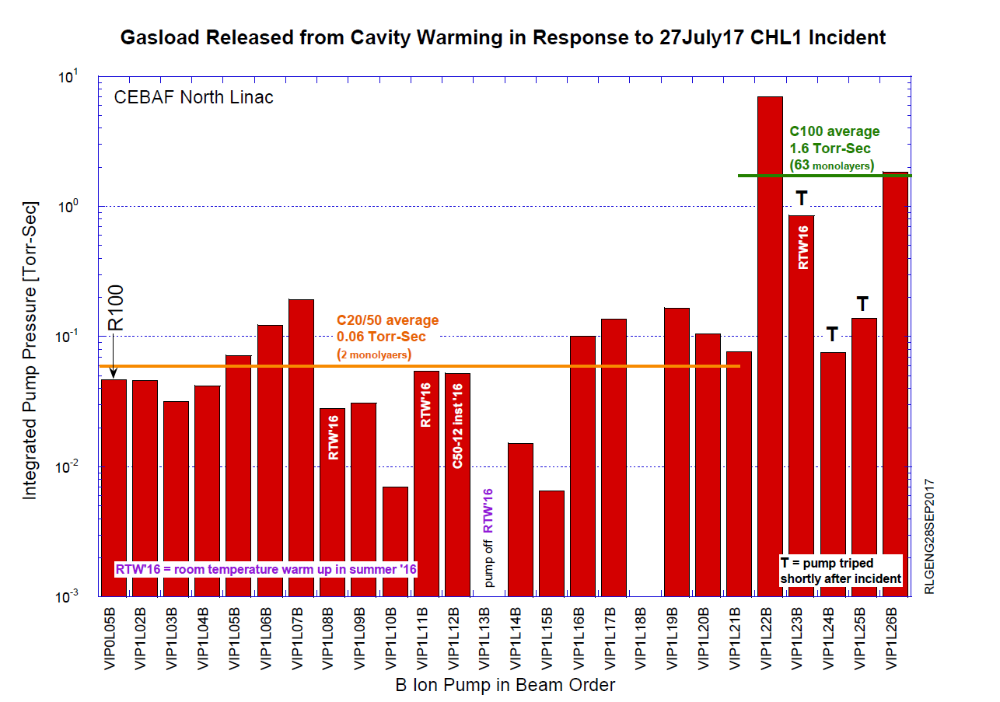 Gasload Released from Cavity Warming in Response to 27July17 CHL1 Incident
CEBAF North Linac
Integrated Pump Pressure [Torr-Sec]
10¹
10⁰
10⁻¹
10⁻²
10⁻³
R100
C20/50 average
0.06 Torr-Sec
(2 monolyaers)
C100 average
1.6 Torr-Sec
(63 monolayers)
T
RTW'16
T
T
RTW'16
RTW'16
C50-12 inst '16
pump off RTW'16
RTW'16 = room temperature warm up in summer '16
T = pump triped
shortly after incident
RLGENG28SEP2017
VIP0L05B
VIP1L02B
VIP1L03B
VIP1L04B
VIP1L05B
VIP1L06B
VIP1L07B
VIP1L08B
VIP1L09B
VIP1L10B
VIP1L11B
VIP1L12B
VIP1L13B
VIP1L14B
VIP1L15B
VIP1L16B
VIP1L17B
VIP1L18B
VIP1L19B
VIP1L20B
VIP1L21B
VIP1L22B
VIP1L23B
VIP1L24B
VIP1L25B
VIP1L26B
B Ion Pump in Beam Order